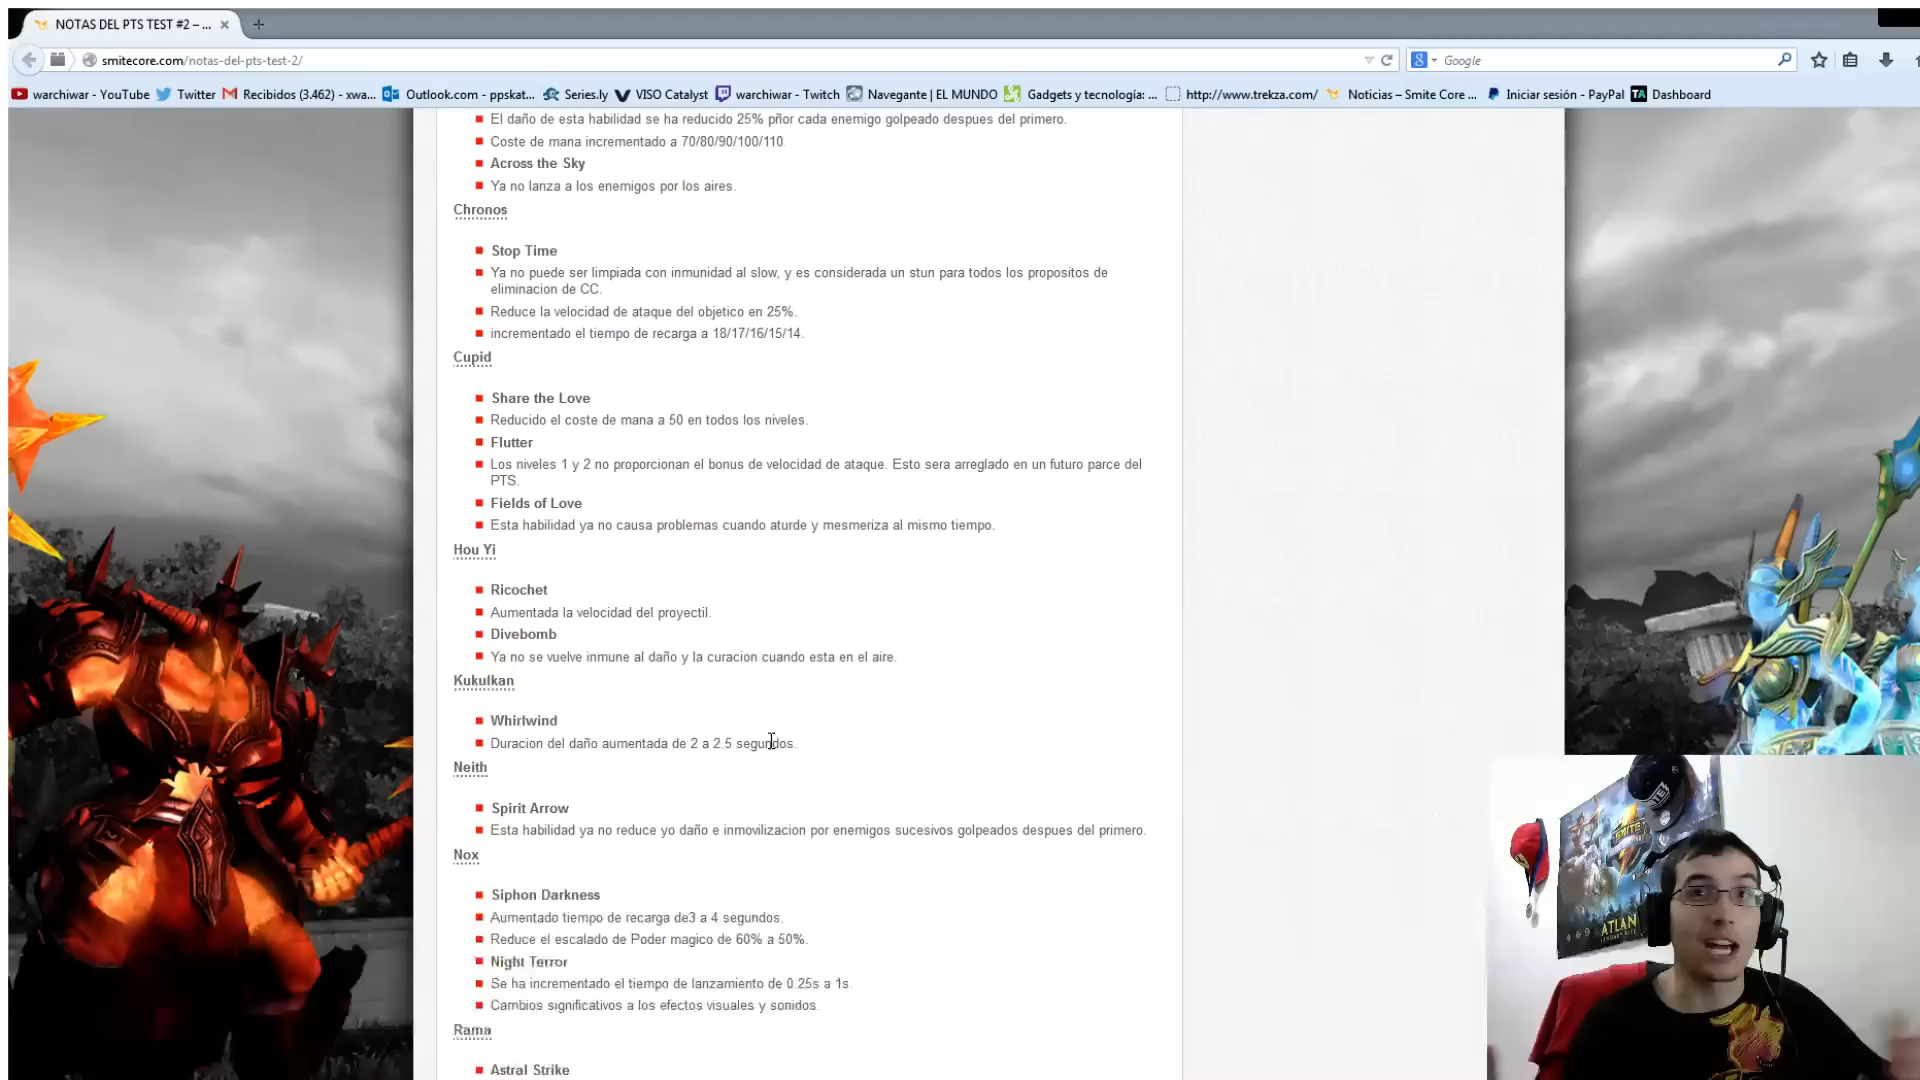 NOTAS DEL PTS TEST #2 – ...
smitecore.com/notas-del-pts-test-2/
Google
warchiwar - YouTube Twitter Recibidos (3.462) - xwa... Outlook.com - ppskat... Series.ly VISO Catalyst warchiwar - Twitch Navegante | EL MUNDO Gadgets y tecnología: ... http://www.trekza.com/ Noticias – Smite Core ... Iniciar sesión - PayPal TA Dashboard
El daño de esta habilidad se ha reducido 25% pñor cada enemigo golpeado despues del primero.
Coste de mana incrementado a 70/80/90/100/110.
Across the Sky
Ya no lanza a los enemigos por los aires.
Chronos
Stop Time
Ya no puede ser limpiada con inmunidad al slow, y es considerada un stun para todos los propositos de
eliminacion de CC.
Reduce la velocidad de ataque del objetico en 25%.
incrementado el tiempo de recarga a 18/17/16/15/14.
Cupid
Share the Love
Reducido el coste de mana a 50 en todos los niveles.
Flutter
Los niveles 1 y 2 no proporcionan el bonus de velocidad de ataque. Esto sera arreglado en un futuro parce del
PTS.
Fields of Love
Esta habilidad ya no causa problemas cuando aturde y mesmeriza al mismo tiempo.
Hou Yi
Ricochet
Aumentada la velocidad del proyectil.
Divebomb
Ya no se vuelve inmune al daño y la curacion cuando esta en el aire.
Kukulkan
Whirlwind
Duracion del daño aumentada de 2 a 2.5 segundos.
Neith
Spirit Arrow
Esta habilidad ya no reduce yo daño e inmovilizacion por enemigos sucesivos golpeados despues del primero.
Nox
Siphon Darkness
Aumentado tiempo de recarga de3 a 4 segundos.
Reduce el escalado de Poder magico de 60% a 50%.
Night Terror
Se ha incrementado el tiempo de lanzamiento de 0.25s a 1s.
Cambios significativos a los efectos visuales y sonidos.
Rama
Astral Strike
SMITE
ATLAN